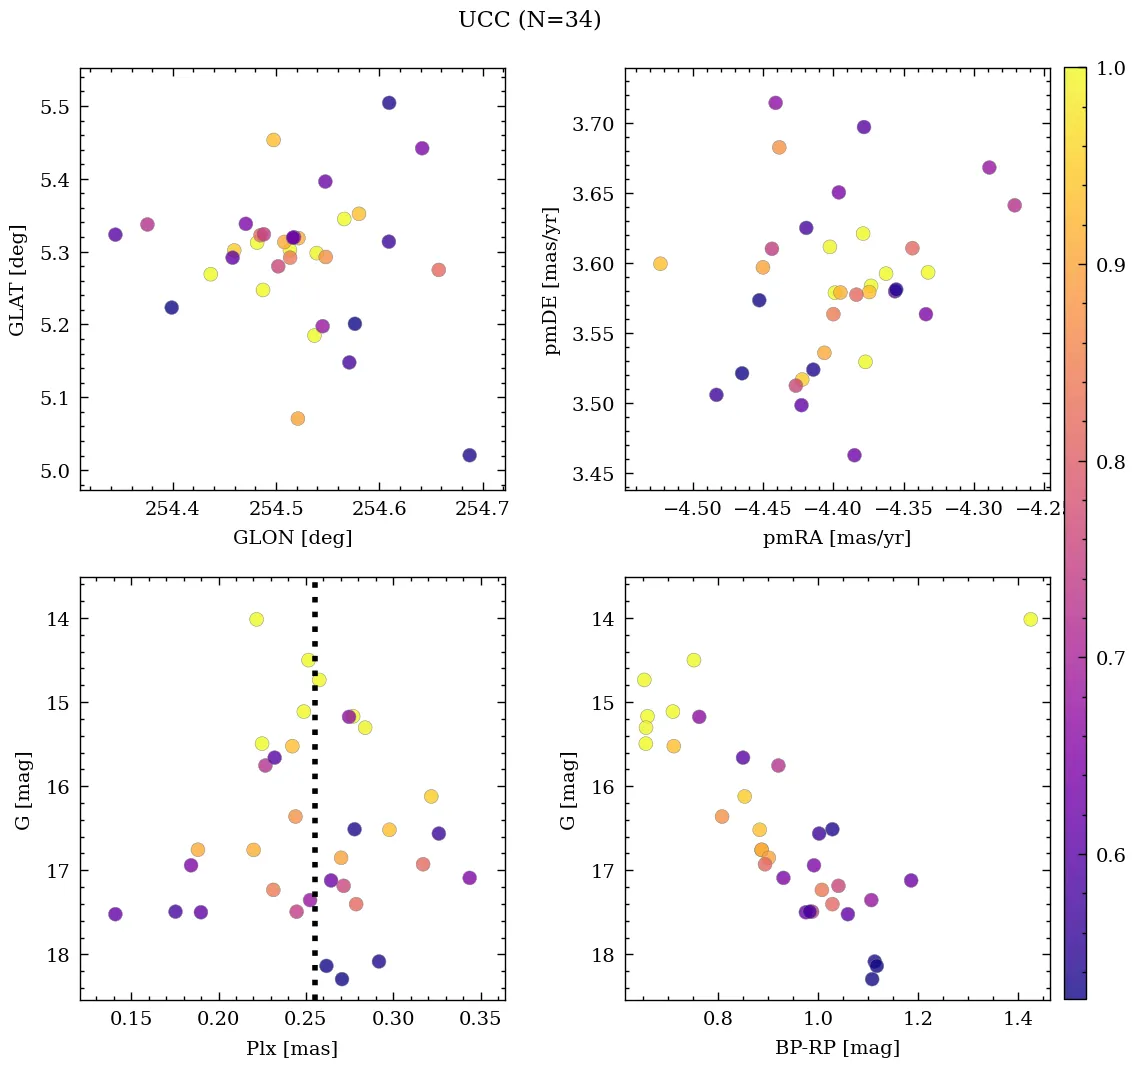 UCC (N=34)
5.5
5.4
5.3
5.2
5.1
5.0
GLAT [deg]
254.4 254.5 254.6 254.7
GLON [deg]
3.70
3.65
3.60
3.55
3.50
3.45
pmDE [mas/yr]
−4.50 −4.45 −4.40 −4.35 −4.30 −4.2
pmRA [mas/yr]
1.0
0.9
0.8
0.7
0.6
14
15
16
17
18
G [mag]
0.15 0.20 0.25 0.30 0.35
Plx [mas]
14
15
16
17
18
G [mag]
0.8 1.0 1.2 1.4
BP-RP [mag]